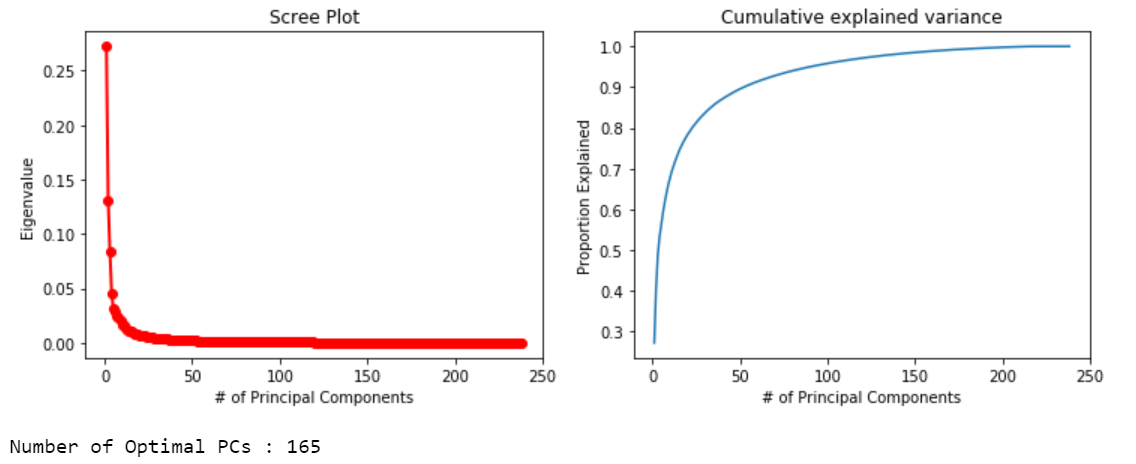 Scree Plot
Eigenvalue
0.25
0.20
0.15
0.10
0.05
0.00
0 50 100 150 200 250
# of Principal Components
Cumulative explained variance
Proportion Explained
1.0
0.9
0.8
0.7
0.6
0.5
0.4
0.3
0 50 100 150 200 250
# of Principal Components
Number of Optimal PCs : 165